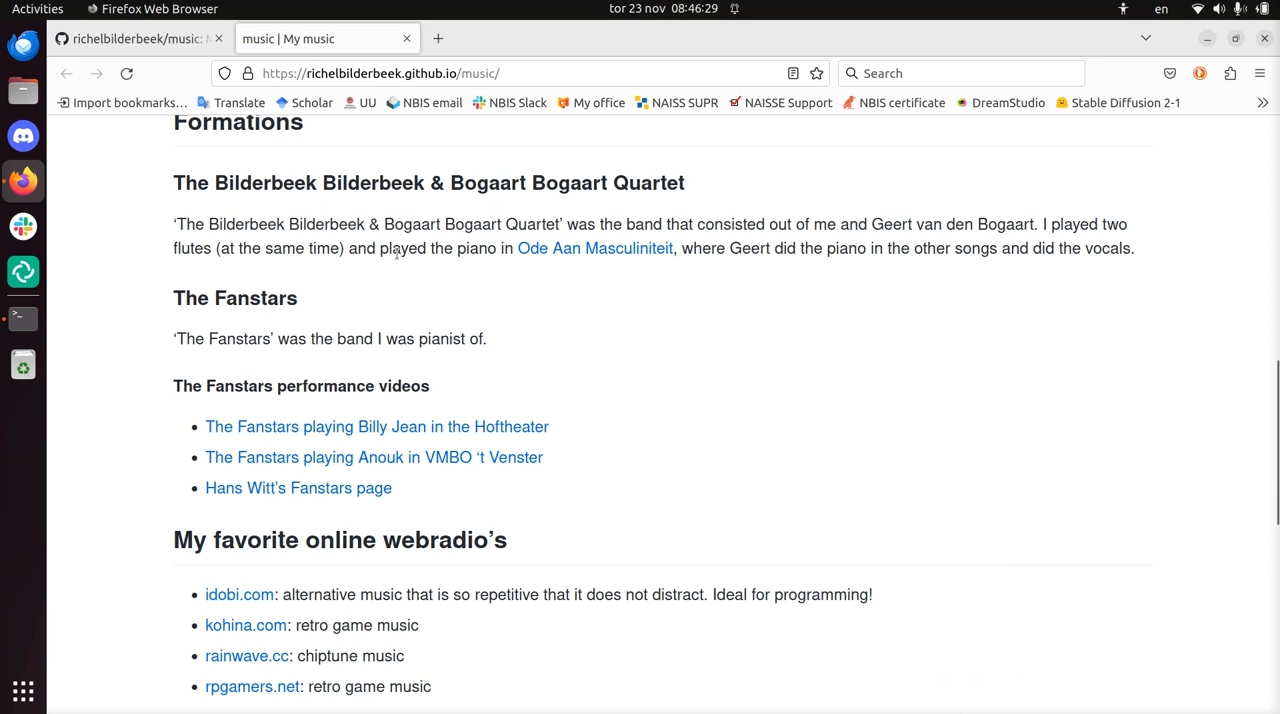 Activities
Firefox Web Browser
tor 23 nov 08:46:29
en
richelbilderbeek/music: M
music | My music
https://richelbilderbeek.github.io/music/
Search
Import bookmarks...
Translate
Scholar
UU
NBIS email
NBIS Slack
My office
NAISS SUPR
NAISSE Support
NBIS certificate
DreamStudio
Stable Diffusion 2-1
Formations
The Bilderbeek Bilderbeek & Bogaart Bogaart Quartet
‘The Bilderbeek Bilderbeek & Bogaart Bogaart Quartet’ was the band that consisted out of me and Geert van den Bogaart. I played two
flutes (at the same time) and played the piano in Ode Aan Masculiniteit, where Geert did the piano in the other songs and did the vocals.
The Fanstars
‘The Fanstars’ was the band I was pianist of.
The Fanstars performance videos
The Fanstars playing Billy Jean in the Hoftheater
The Fanstars playing Anouk in VMBO ‘t Venster
Hans Witt’s Fanstars page
My favorite online webradio’s
idobi.com: alternative music that is so repetitive that it does not distract. Ideal for programming!
kohina.com: retro game music
rainwave.cc: chiptune music
rpgamers.net: retro game music